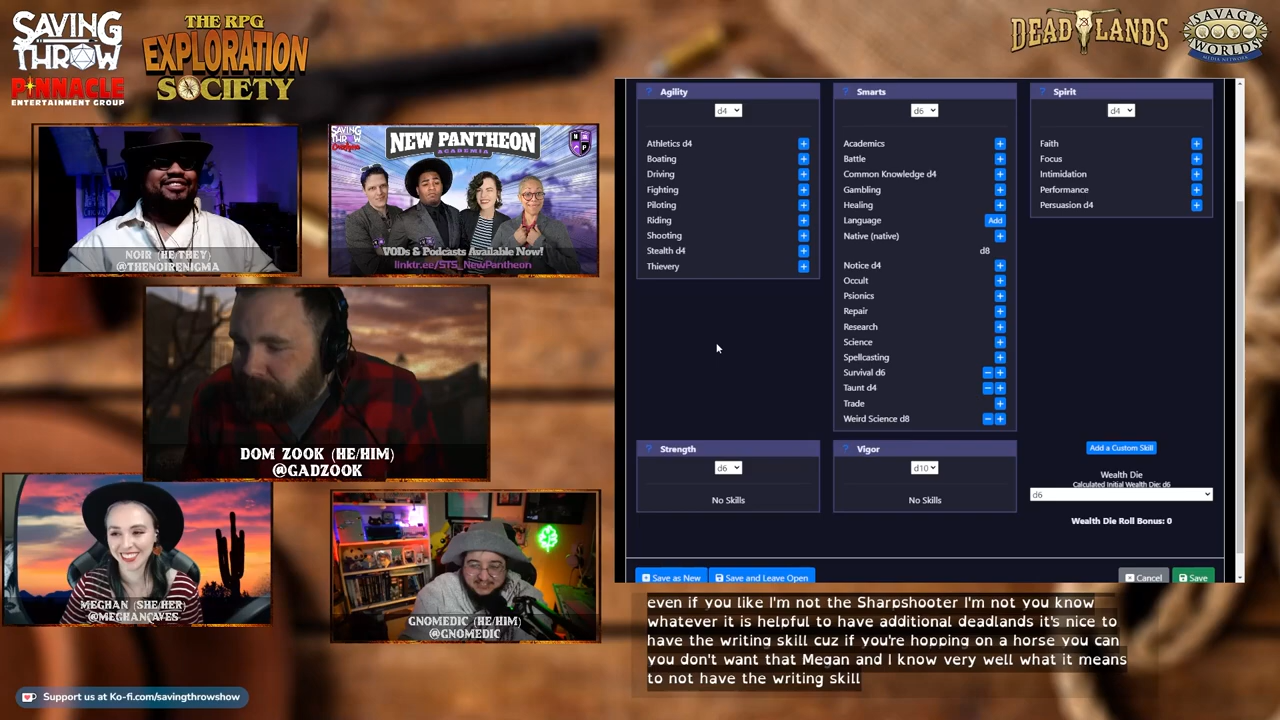 SAVING
THROW
PINNACLE
ENTERTAINMENT GROUP
THE RPG
EXPLORATION
SOCIETY
DEADLANDS
SAVAGE
WORLDS
MEDIA NETWORK
NOIR (HE/THEY)
@THENOIRENIGMA
SAVING
THROW
NEW PANTHEON
ACADEMIA
N
P
VODs & Podcasts Available Now!
linktr.ee/STS_NewPantheon
DOM ZOOK (HE/HIM)
@GADZOOK
MEGHAN (SHE/HER)
@MEGHANCAVES
GNOMEDIC (HE/HIM)
@GNOMEDIC
Support us at Ko-fi.com/savingthrowshow
? Agility
d4
Athletics d4 +
Boating +
Driving +
Fighting +
Piloting +
Riding +
Shooting +
Stealth d4 +
Thievery +
? Smarts
d6
Academics +
Battle +
Common Knowledge d4 +
Gambling +
Healing +
Language Add
Native (native) +
d8
Notice d4 +
Occult +
Psionics +
Repair +
Research +
Science +
Spellcasting +
Survival d6 − +
Taunt d4 − +
Trade +
Weird Science d8 − +
? Spirit
d4
Faith +
Focus +
Intimidation +
Performance +
Persuasion d4 +
? Strength
d6
No Skills
? Vigor
d10
No Skills
Add a Custom Skill
Wealth Die
Calculated Initial Wealth Die: d6
d6
Wealth Die Roll Bonus: 0
Save as New
Save and Leave Open
Cancel
Save
even if you like I'm not the Sharpshooter I'm not you know
whatever it is helpful to have additional deadlands it's nice to
have the writing skill cuz if you're hopping on a horse you can
you don't want that Megan and I know very well what it means
to not have the writing skill